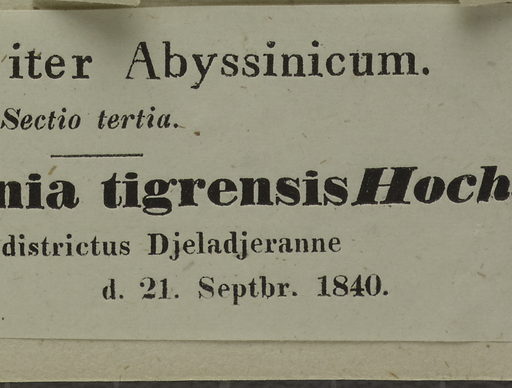 iter Abyssinicum.
Sectio tertia.
nia tigrensis Hoch
districtus Djeladjeranne
d. 21. Septbr. 1840.